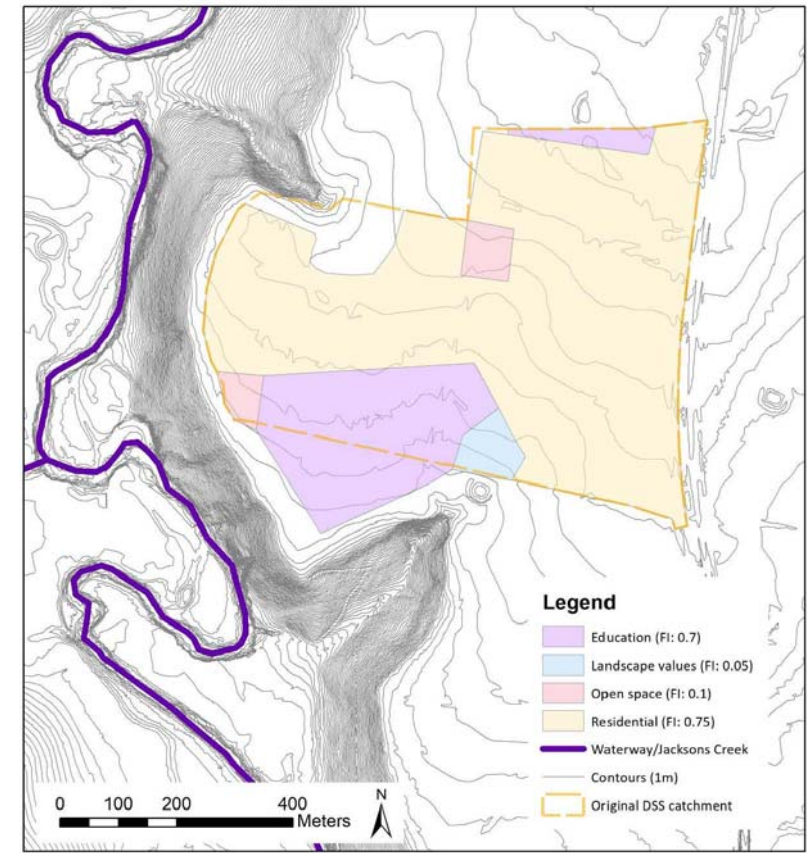 Legend
Education (FI: 0.7)
Landscape values (FI: 0.05)
Open space (FI: 0.1)
Residential (FI: 0.75)
Waterway/Jacksons Creek
Contours (1m)
Original DSS catchment
0 100 200 400
Meters
N